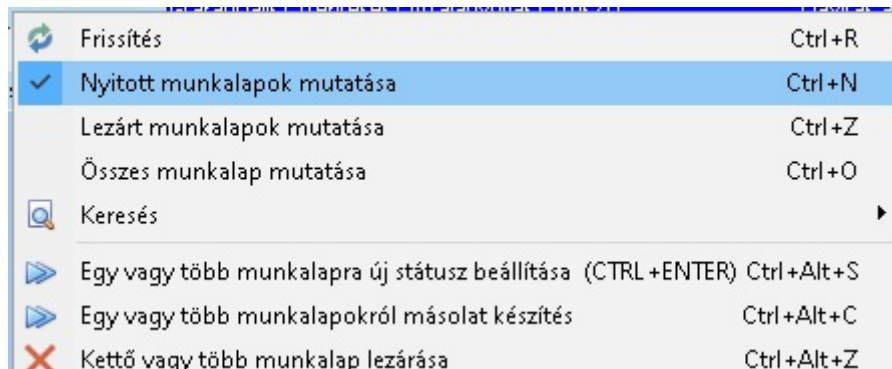 Frissítés Ctrl+R
Nyitott munkalapok mutatása Ctrl+N
Lezárt munkalapok mutatása Ctrl+Z
Összes munkalap mutatása Ctrl+O
Keresés
Egy vagy több munkalapra új státusz beállítása (CTRL+ENTER) Ctrl+Alt+S
Egy vagy több munkalapokról másolat készítés Ctrl+Alt+C
Kettő vagy több munkalap lezárása Ctrl+Alt+Z